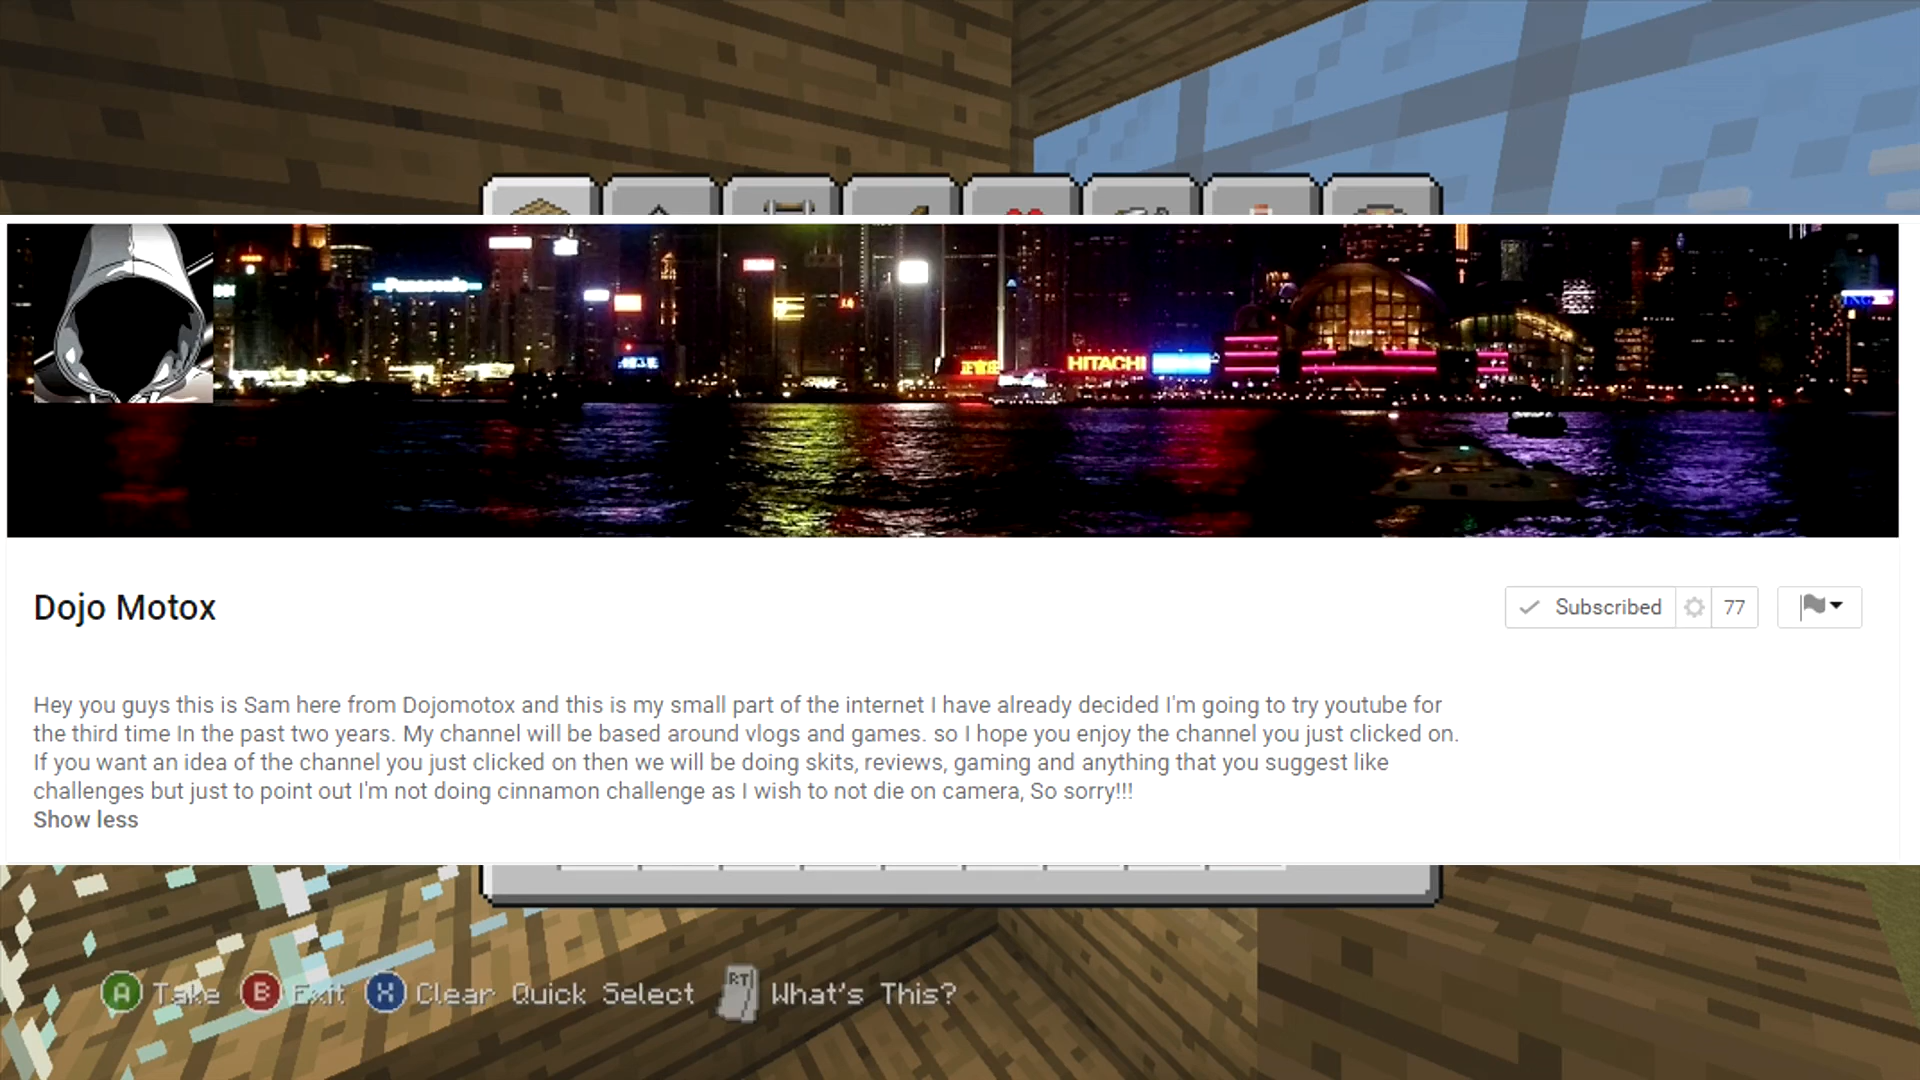 Panasonic
HITACHI
ING
Dojo Motox
Subscribed 77
Hey you guys this is Sam here from Dojomotox and this is my small part of the internet I have already decided I'm going to try youtube for
the third time In the past two years. My channel will be based around vlogs and games. so I hope you enjoy the channel you just clicked on.
If you want an idea of the channel you just clicked on then we will be doing skits, reviews, gaming and anything that you suggest like
challenges but just to point out I'm not doing cinnamon challenge as I wish to not die on camera, So sorry!!!
Show less
A Take B Exit X Clear Quick Select RT What's This?